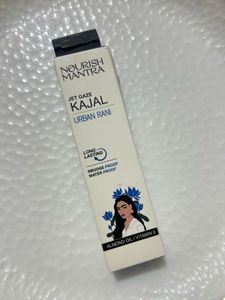 NOURISH
MANTRA
JET GAZE
KAJAL
URBAN RANI
LONG
LASTING
SMUDGE PROOF
WATER PROOF
ALMOND OIL | VITAMIN E